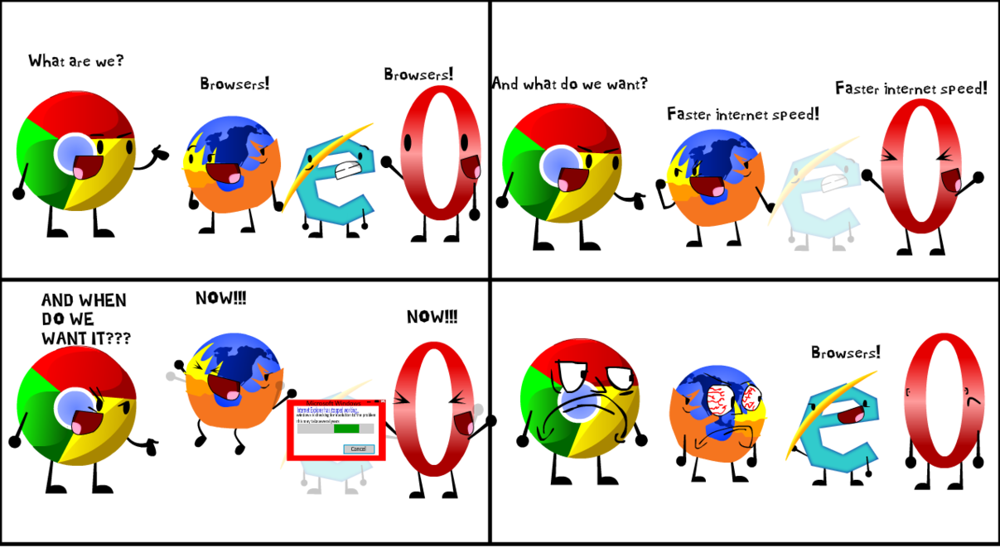 What are we?
Browsers!
Browsers!
And what do we want?
Faster internet speed!
Faster internet speed!
AND WHEN
DO WE
WANT IT???
NOW!!!
NOW!!!
Microsoft Windows
Internet Explorer has stopped working...
windows is checking for a solution to the problem
this may take several years
Cancel
Browsers!